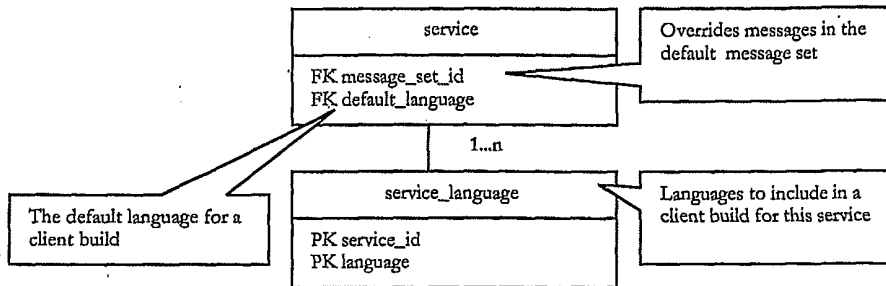 service
FK message_set_id
FK default_language
Overrides messages in the
default message set
1...n
The default language for a
client build
service_language
PK service_id
PK language
Languages to include in a
client build for this service